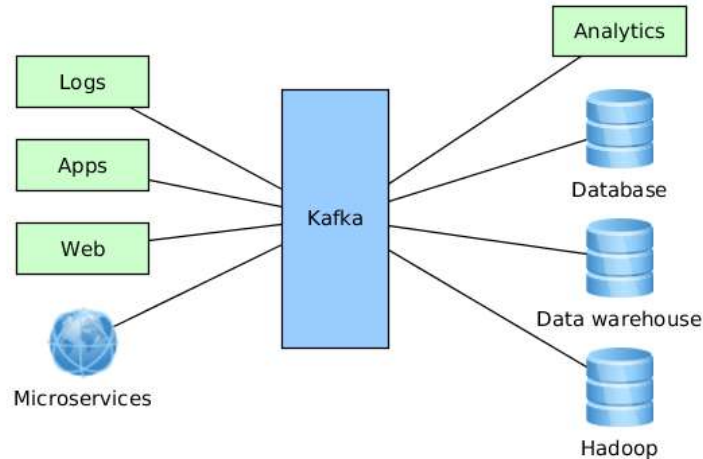 Logs
Apps
Web
Microservices
Kafka
Analytics
Database
Data warehouse
Hadoop